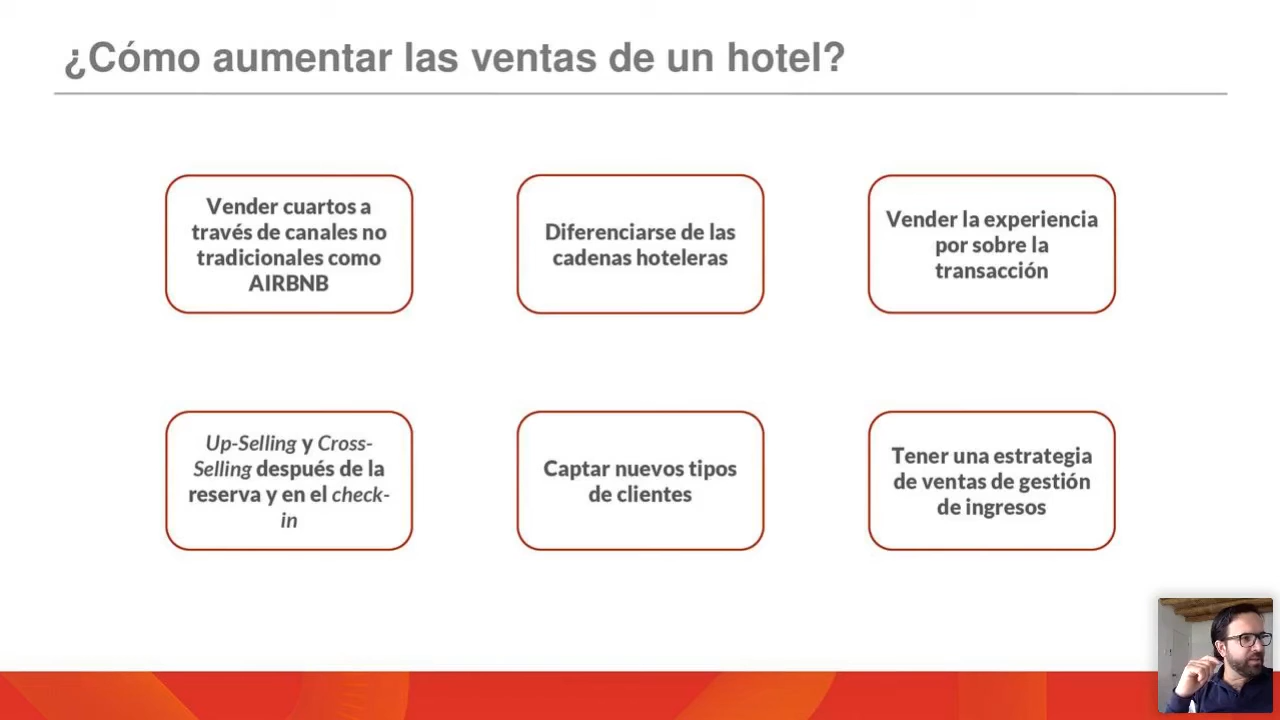 ¿Cómo aumentar las ventas de un hotel?
Vender cuartos a
través de canales no
tradicionales como
AIRBNB
Diferenciarse de las
cadenas hoteleras
Vender la experiencia
por sobre la
transacción
Up-Selling y Cross-
Selling después de la
reserva y en el check-
in
Captar nuevos tipos
de clientes
Tener una estrategia
de ventas de gestión
de ingresos